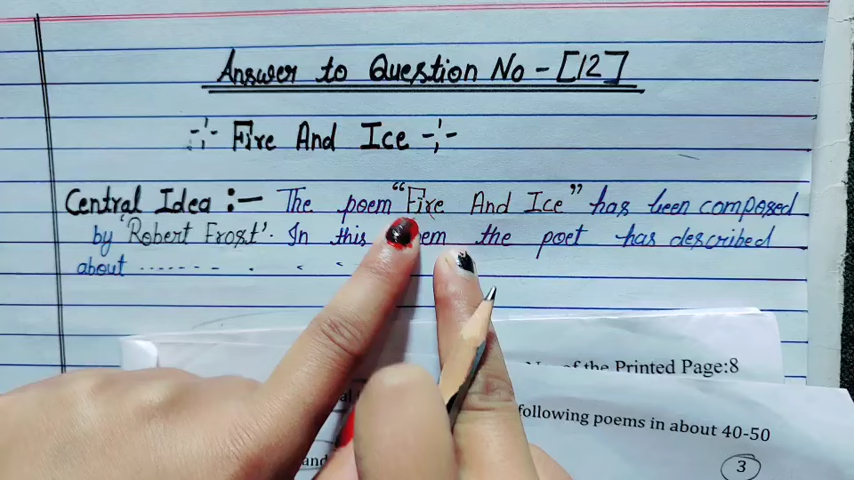 Answer to Question No - [12]
Fire And Ice
Central Idea :- The poem "Fire And Ice" has been composed
by 'Robert Frost'. In this the poet has described
about ........
of the Printed Page:8
following poems in about 40-50
and
3